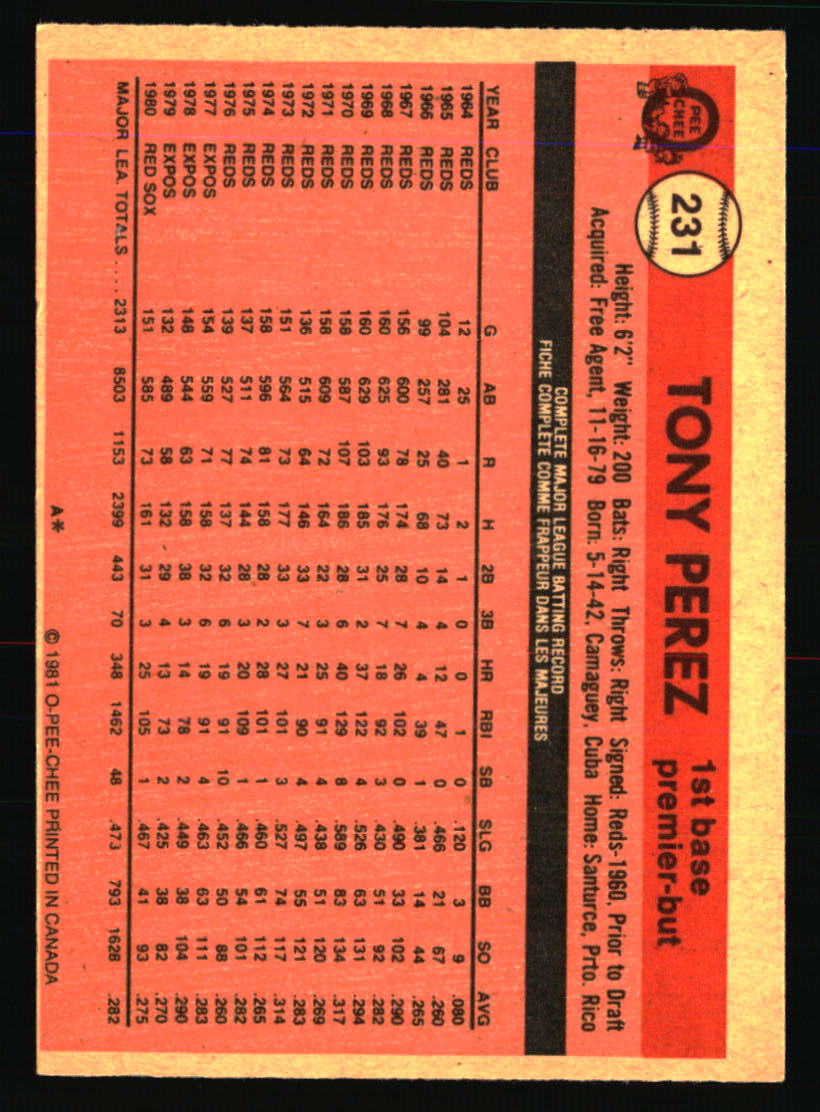 O PEE CHEE
231
TONY PEREZ
1st base
premier-but
Height: 6'2" Weight: 200 Bats: Right Throws: Right Signed: Reds-1960, Prior to Draft
Acquired: Free Agent, 11-16-79 Born: 5-14-42, Camaguey, Cuba Home: Santurce, Prto. Rico
COMPLETE MAJOR LEAGUE BATTING RECORD
FICHE COMPLETE COMME FRAPPEUR DANS LES MAJEURES
YEAR CLUB G AB R H 2B 3B HR RBI SB SLG BB SO AVG
1964 REDS 12 25 1 2 1 0 0 1 0 .120 3 9 .080
1965 REDS 104 281 40 73 14 4 12 47 0 .466 21 67 .260
1966 REDS 99 257 25 68 10 4 4 39 1 .381 14 44 .265
1967 REDS 156 600 78 174 28 7 26 102 0 .490 33 102 .290
1968 REDS 160 625 93 176 25 7 18 92 3 .430 51 92 .282
1969 REDS 160 629 103 185 31 2 37 122 4 .526 63 131 .294
1970 REDS 158 587 107 186 28 6 40 129 8 .589 83 134 .317
1971 REDS 158 609 72 164 22 3 25 91 4 .438 51 120 .269
1972 REDS 136 515 64 146 33 7 21 90 4 .497 55 121 .283
1973 REDS 151 564 73 177 33 3 27 101 3 .527 74 117 .314
1974 REDS 158 596 81 158 28 2 28 101 1 .460 61 112 .265
1975 REDS 137 511 74 144 28 3 20 109 1 .466 54 101 .282
1976 REDS 139 527 77 137 32 6 19 91 10 .452 50 88 .260
1977 EXPOS 154 559 71 158 32 6 19 91 4 .463 63 111 .283
1978 EXPOS 148 544 63 158 38 3 14 78 2 .449 38 104 .290
1979 EXPOS 132 489 58 132 29 4 13 73 2 .425 38 82 .270
1980 RED SOX 151 585 73 161 31 3 25 105 1 .467 41 93 .275
MAJOR LEA. TOTALS .... 2313 8503 1153 2399 443 70 348 1462 48 .473 793 1628 .282
A* © 1981 O-PEE-CHEE PRINTED IN CANADA